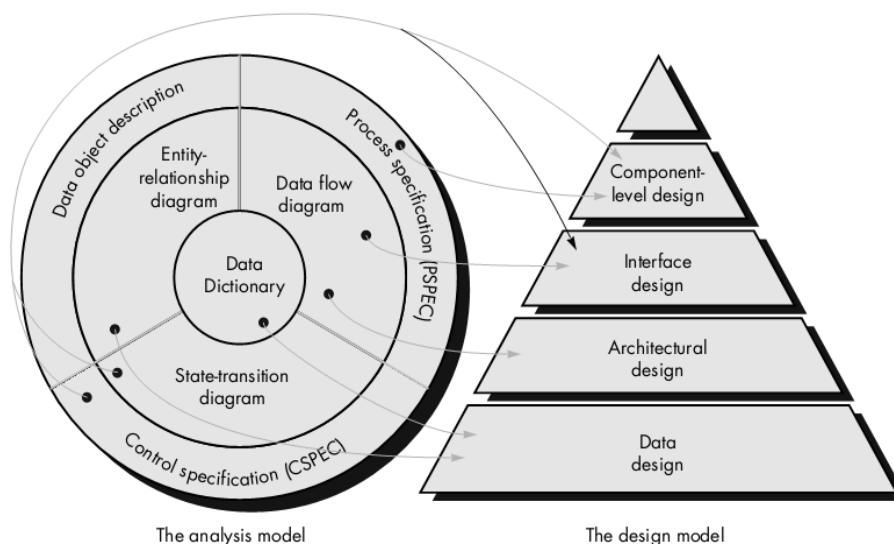 Data object description
Process specification (PSPEC)
Entity-
relationship
diagram
Data flow
diagram
Data
Dictionary
State-transition
diagram
Control specification (CSPEC)
The analysis model
Component-
level design
Interface
design
Architectural
design
Data
design
The design model